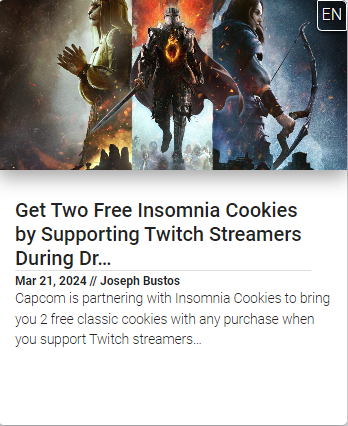 EN
Get Two Free Insomnia Cookies
by Supporting Twitch Streamers
During Dr...
Mar 21, 2024 // Joseph Bustos
Capcom is partnering with Insomnia Cookies to bring
you 2 free classic cookies with any purchase when
you support Twitch streamers...